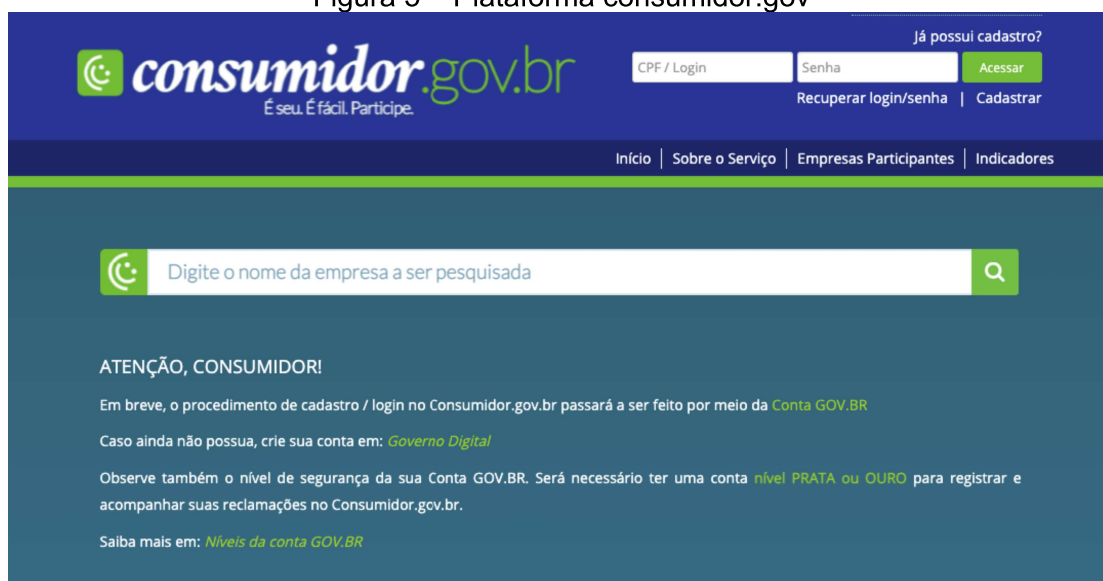 Figura 3 – Plataforma consumidor.gov
Já possui cadastro?
consumidor.gov.br
É seu. É fácil. Participe.
CPF / Login
Senha
Acessar
Recuperar login/senha | Cadastrar
Início | Sobre o Serviço | Empresas Participantes | Indicadores
Digite o nome da empresa a ser pesquisada
ATENÇÃO, CONSUMIDOR!
Em breve, o procedimento de cadastro / login no Consumidor.gov.br passará a ser feito por meio da Conta GOV.BR
Caso ainda não possua, crie sua conta em: Governo Digital
Observe também o nível de segurança da sua Conta GOV.BR. Será necessário ter uma conta nível PRATA ou OURO para registrar e
acompanhar suas reclamações no Consumidor.gov.br.
Saiba mais em: Níveis da conta GOV.BR